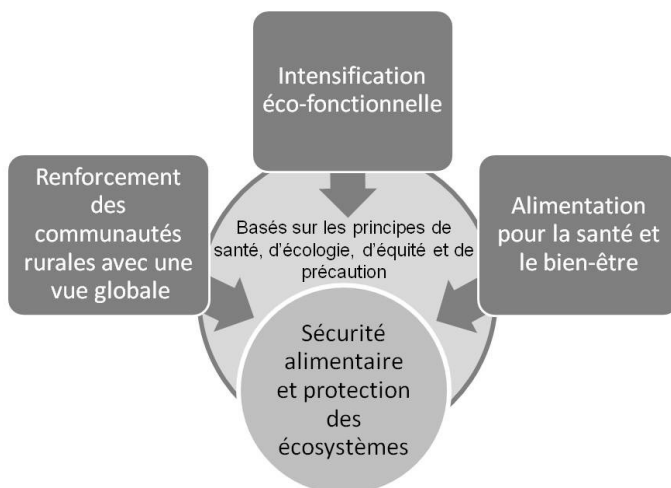 Intensification
éco-fonctionnelle
Renforcement
des
communautés
rurales avec une
vue globale
Alimentation
pour la santé et
le bien-être
Basés sur les principes de
santé, d'écologie, d'équité et de
précaution
Sécurité
alimentaire
et protection
des
écosystèmes